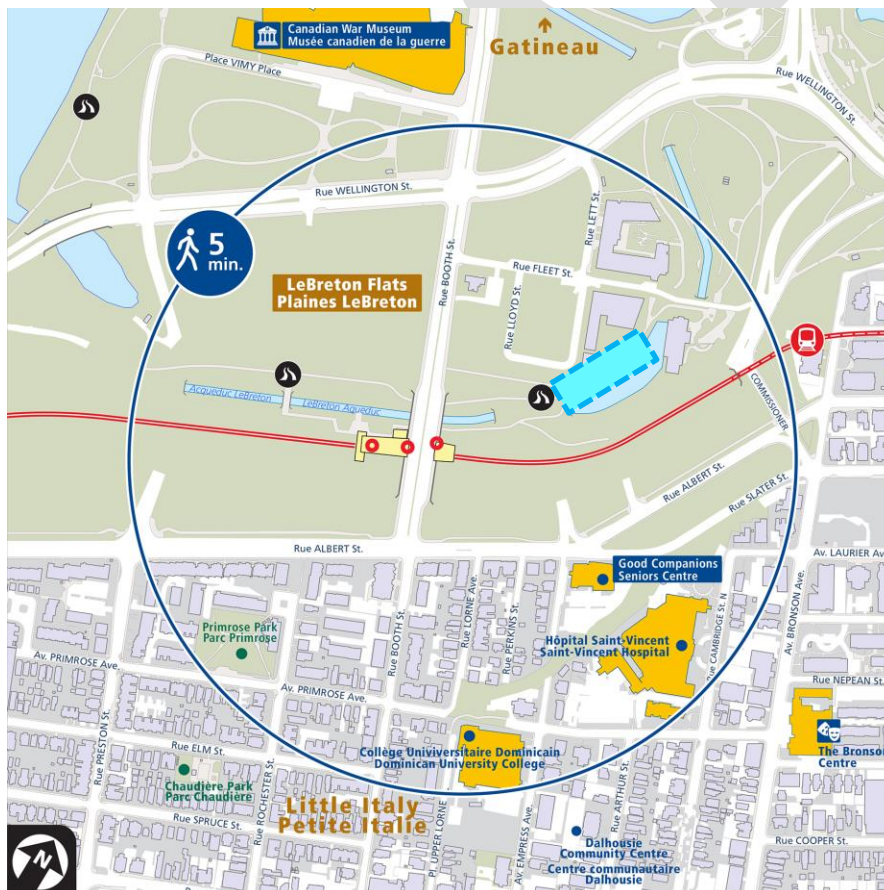 Canadian War Museum
Musée canadien de la guerre
Gatineau
Place VIMY Place
Rue WELLINGTON St.
Rue WELLINGTON St.
5
min.
Rue BOOTH St.
Rue LETT St.
Rue FLEET St.
Rue LLOYD St.
LeBreton Flats
Plaines LeBreton
Acqueduc LeBreton
LeBreton Aqueduc
COMMISSIONER
Rue ALBERT St.
Rue SLATER St.
Rue ALBERT St.
Av. LAURIER Av
Good Companions
Seniors Centre
Primrose Park
Parc Primrose
Rue BOOTH St.
Rue LORNE Ave.
Rue PERKINS St.
Hôpital Saint-Vincent
Saint-Vincent Hospital
Rue CAMBRIDGE St. N
Av. BRONSON Ave.
Av. PRIMROSE Ave.
Av. PRIMROSE Ave.
Rue NEPEAN St.
Rue PRESTON St.
Rue ELM St.
Collège Univiversitaire Dominicain
Dominican University College
The Bronson
Centre
Chaudière Park
Parc Chaudière
Rue ROCHESTER St.
Rue SPRUCE St.
Little Italy
Petite Italie
Pl. UPPER LORNE
Av. EMPRESS Ave.
Rue ARTHUR St.
Dalhousie
Community Centre
Centre communautaire
Dalhousie
Rue COOPER St.
N